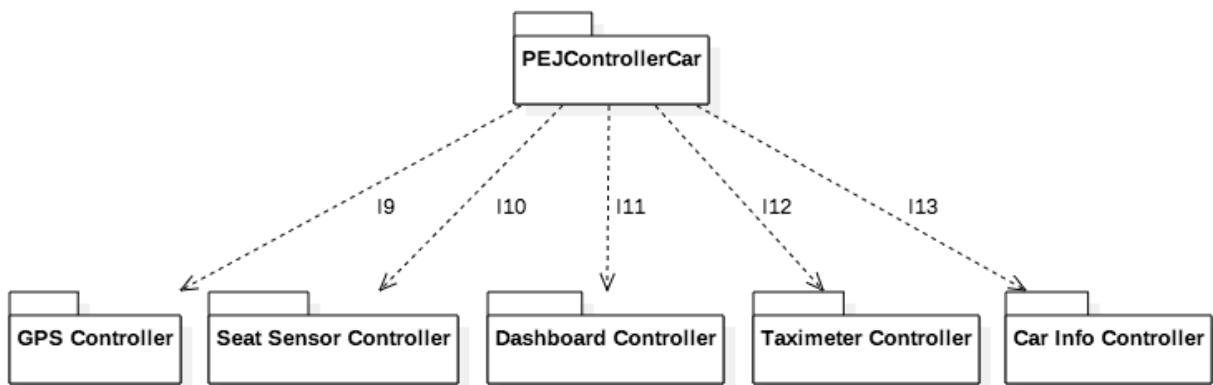 PEJControllerCar
I9
I10
I11
I12
I13
GPS Controller
Seat Sensor Controller
Dashboard Controller
Taximeter Controller
Car Info Controller